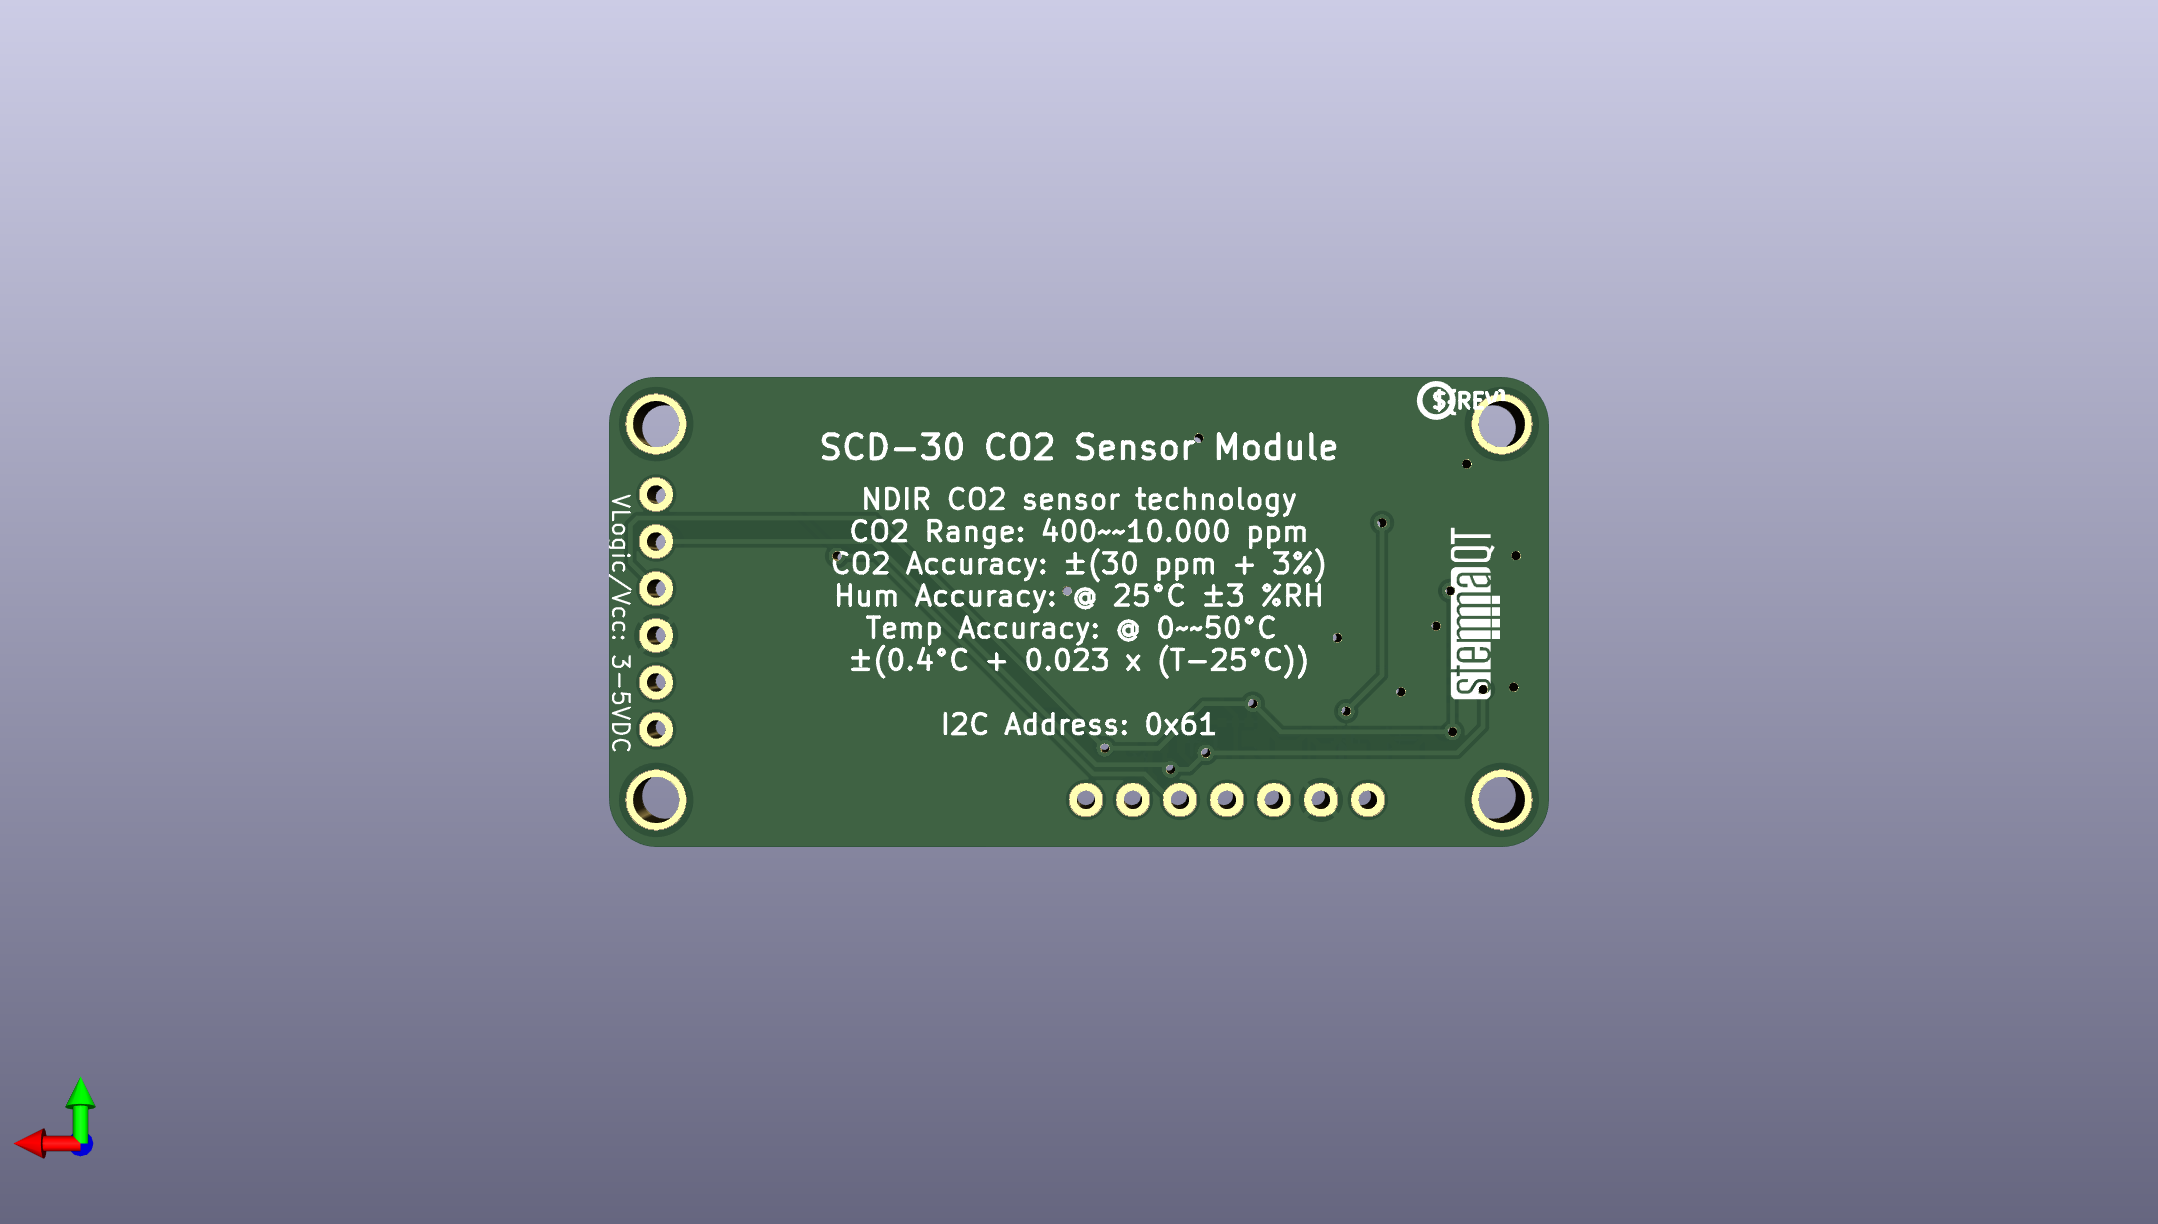 ${REV}
SCD-30 CO2 Sensor Module
NDIR CO2 sensor technology
CO2 Range: 400~~10.000 ppm
CO2 Accuracy: ±(30 ppm + 3%)
Hum Accuracy: @ 25°C ±3 %RH
Temp Accuracy: @ 0~~50°C
±(0.4°C + 0.023 x (T-25°C))
I2C Address: 0x61
VLogic/Vcc: 3-5VDC
stemmaQT